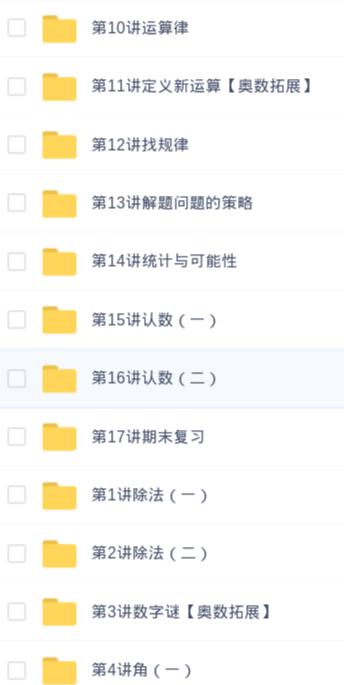 第10讲运算律
第11讲定义新运算【奥数拓展】
第12讲找规律
第13讲解题问题的策略
第14讲统计与可能性
第15讲认数（一）
第16讲认数（二）
第17讲期末复习
第1讲除法（一）
第2讲除法（二）
第3讲数字谜【奥数拓展】
第4讲角（一）